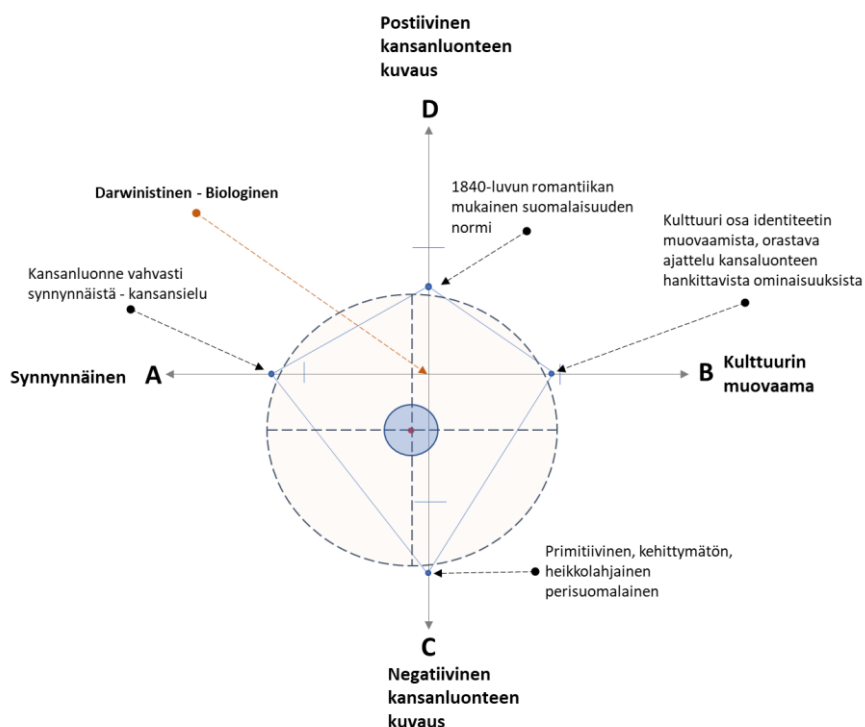 Postiivinen
kansanluonteen
kuvaus
D
Darwinistinen - Biologinen
1840-luvun romantiikan
mukainen suomalaisuuden
normi
Kulttuuri osa identiteetin
muovaamista, orastava
ajattelu kansaluonteen
hankittavista ominaisuuksista
Kansanluonne vahvasti
synnynnäistä - kansansielu
Synnynnäinen
A
B
Kulttuurin
muovaama
Primitiivinen, kehittymätön,
heikkolahjainen
perisuomalainen
C
Negatiivinen
kansanluonteen
kuvaus